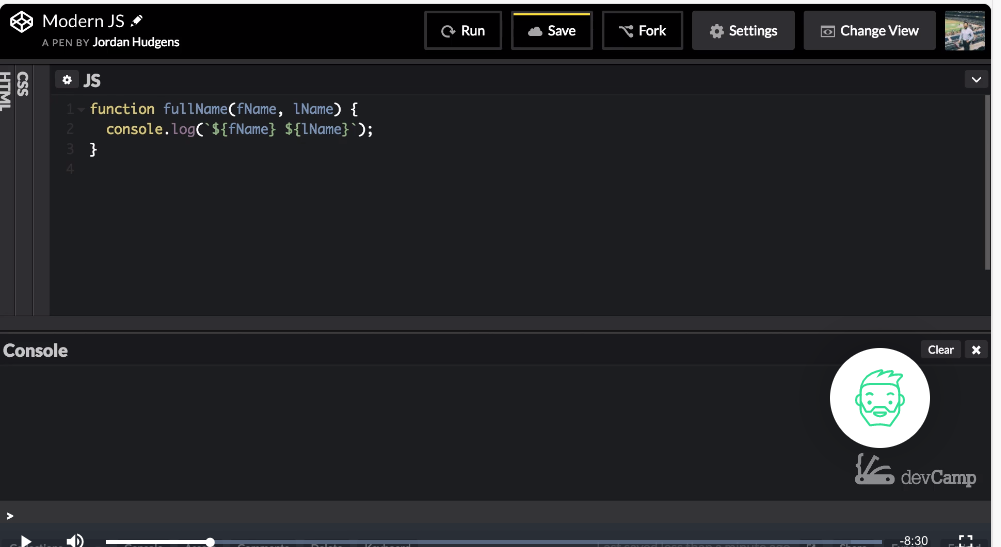 Modern JS
A PEN BY Jordan Hudgens
Run
Save
Fork
Settings
Change View
HTML
CSS
JS
1 function fullName(fName, lName) {
2 console.log(`${fName} ${lName}`);
3 }
4
Console
Clear
devCamp
>
-8:30